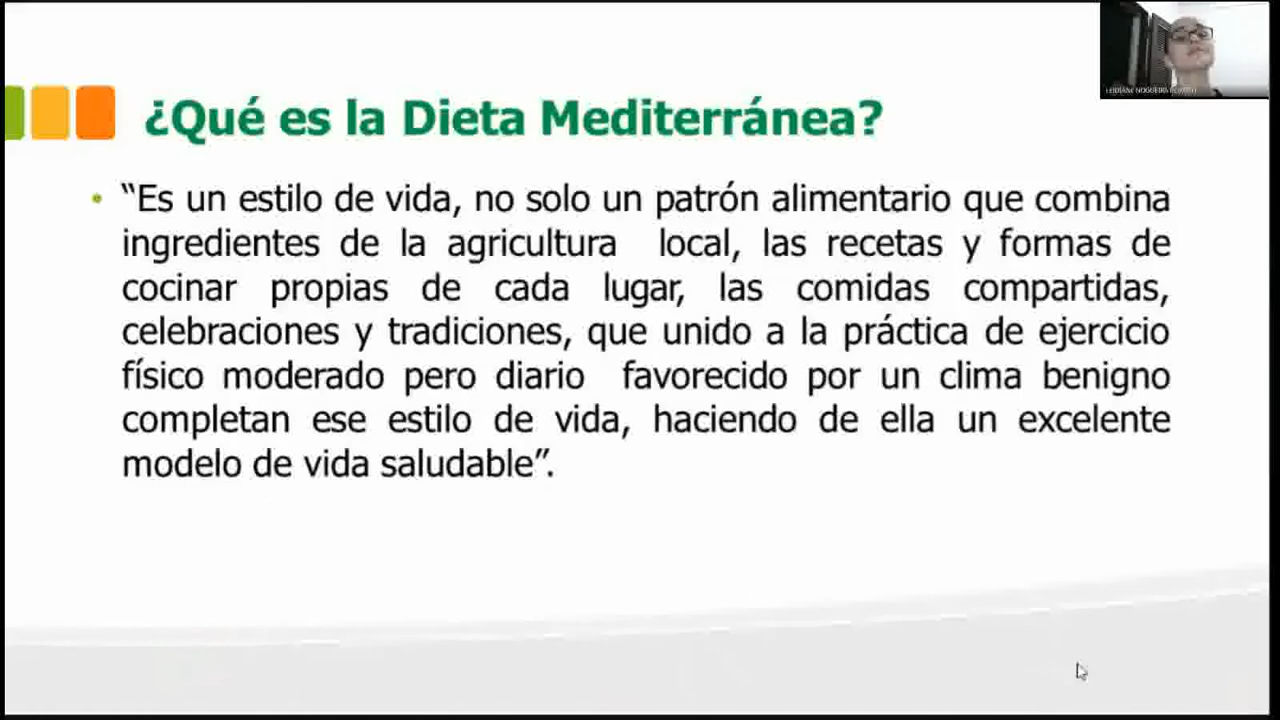 ¿Qué es la Dieta Mediterránea?
• “Es un estilo de vida, no solo un patrón alimentario que combina
ingredientes de la agricultura local, las recetas y formas de
cocinar propias de cada lugar, las comidas compartidas,
celebraciones y tradiciones, que unido a la práctica de ejercicio
físico moderado pero diario favorecido por un clima benigno
completan ese estilo de vida, haciendo de ella un excelente
modelo de vida saludable”.